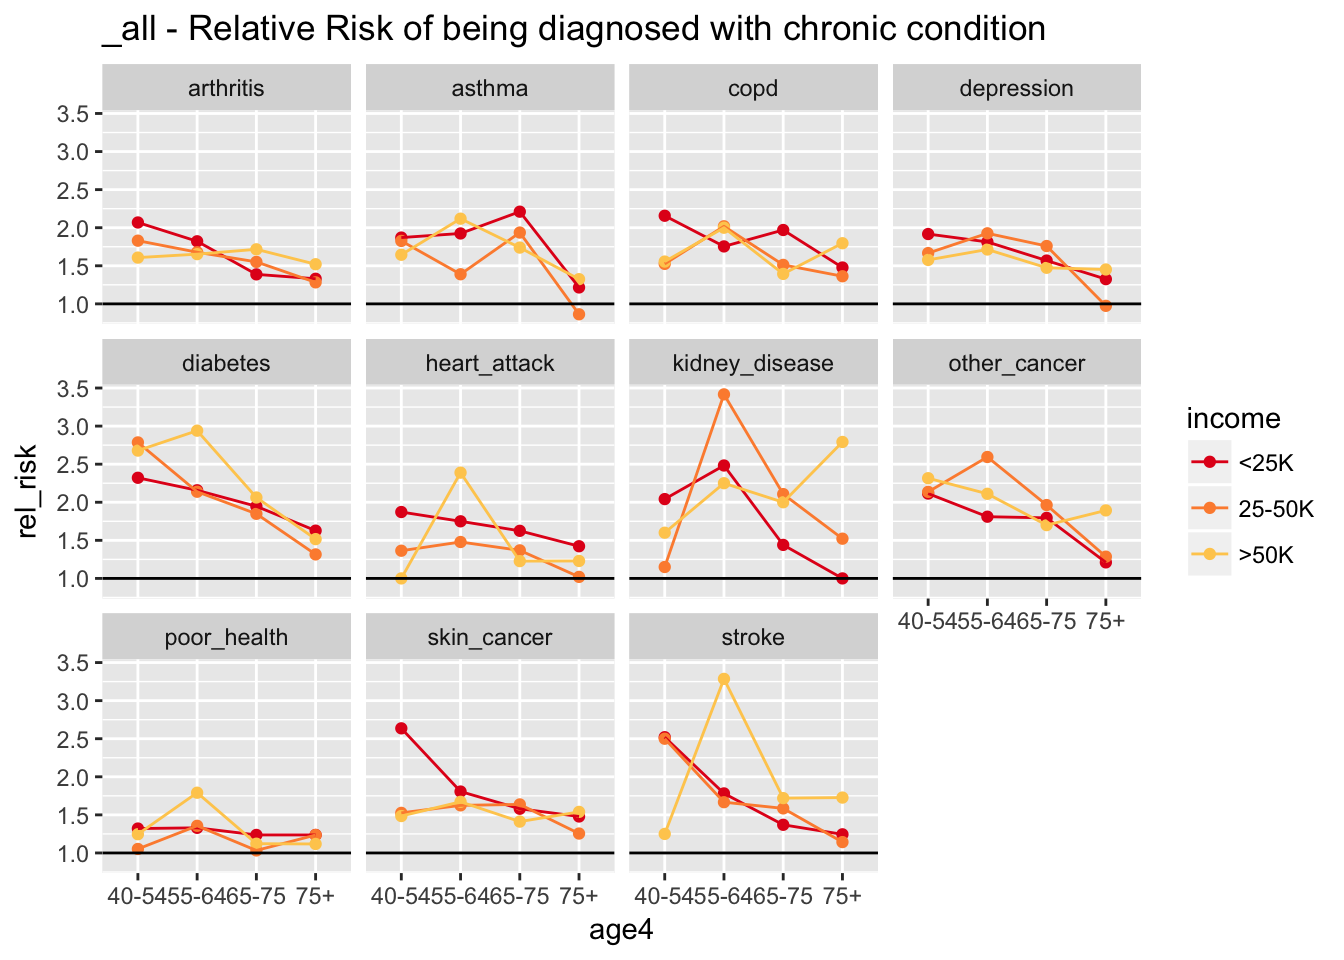 _all - Relative Risk of being diagnosed with chronic condition
arthritis asthma copd depression
3.5
3.0
2.5
2.0
1.5
1.0
diabetes heart_attack kidney_disease other_cancer
3.5
3.0
2.5
2.0
1.5
1.0
rel_risk
income
<25K
25-50K
>50K
40-5455-6465-75 75+
poor_health skin_cancer stroke
3.5
3.0
2.5
2.0
1.5
1.0
40-5455-6465-75 75+ 40-5455-6465-75 75+ 40-5455-6465-75 75+
age4